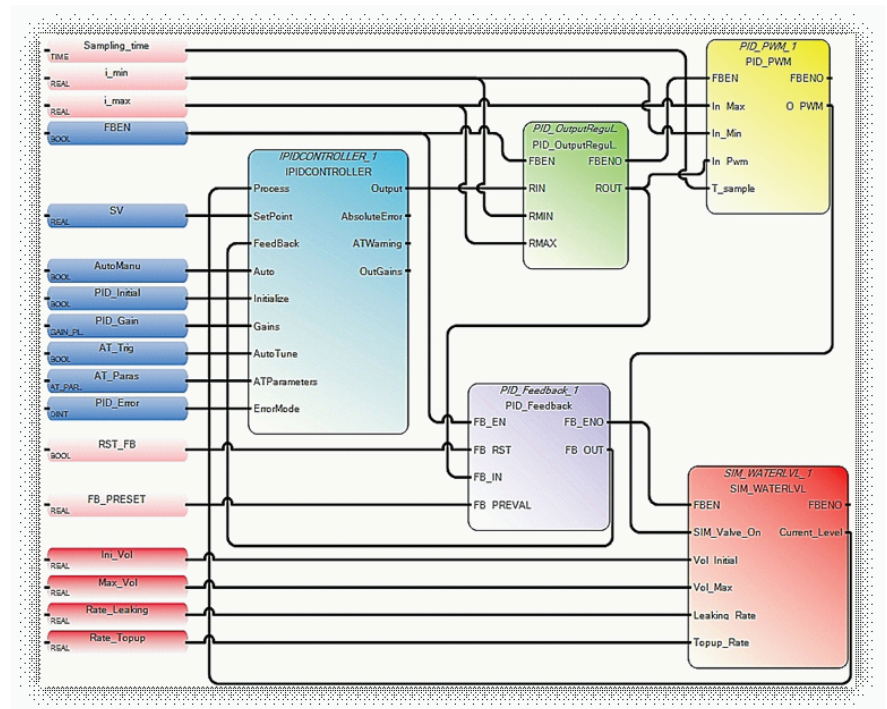 Sampling_time
TIME
i_min
REAL
i_max
REAL
FBEN
BOOL
SV
REAL
AutoManu
BOOL
PID_Initial
BOOL
PID_Gain
GAIN_PI..
AT_Trig
BOOL
AT_Paras
AT_PAR..
PID_Error
DINT
RST_FB
BOOL
FB_PRESET
REAL
Ini_Vol
REAL
Max_Vol
REAL
Rate_Leaking
REAL
Rate_Topup
REAL
IPIDCONTROLLER_1
IPIDCONTROLLER
Process Output
SetPoint AbsoluteError
FeedBack ATWarning
Auto OutGains
Initialize
Gains
AutoTune
ATParameters
ErrorMode
PID_OutputReguL.
PID_OutputReguL.
FBEN FBENO
RIN ROUT
RMIN
RMAX
PID_PWM_1
PID_PWM
FBEN FBENO
In_Max O_PWM
In_Min
In_Pwm
T_sample
PID_Feedback_1
PID_Feedback
FB_EN FB_ENO
FB_RST FB_OUT
FB_IN
FB_PREVAL
SIM_WATERLVL_1
SIM_WATERLVL
FBEN FBENO
SIM_Valve_On Current_Level
Vol_Initial
Vol_Max
Leaking_Rate
Topup_Rate